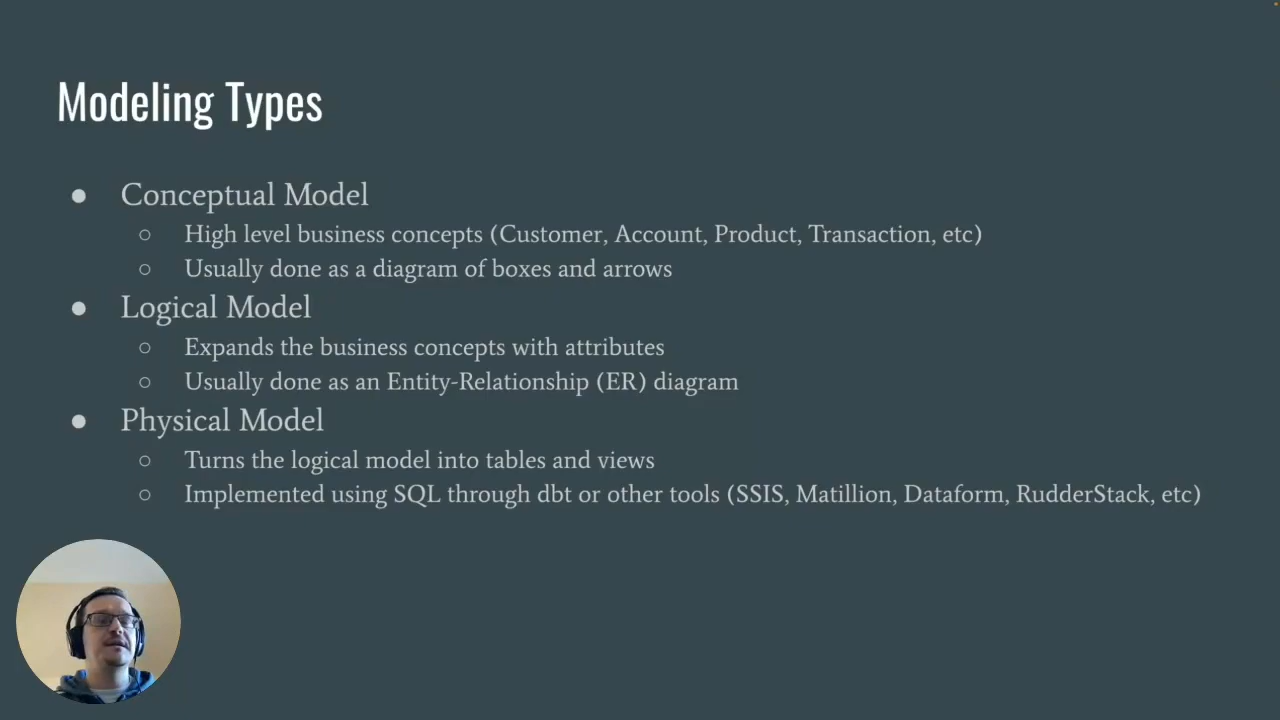 Modeling Types
● Conceptual Model
○ High level business concepts (Customer, Account, Product, Transaction, etc)
○ Usually done as a diagram of boxes and arrows
● Logical Model
○ Expands the business concepts with attributes
○ Usually done as an Entity-Relationship (ER) diagram
● Physical Model
○ Turns the logical model into tables and views
○ Implemented using SQL through dbt or other tools (SSIS, Matillion, Dataform, RudderStack, etc)